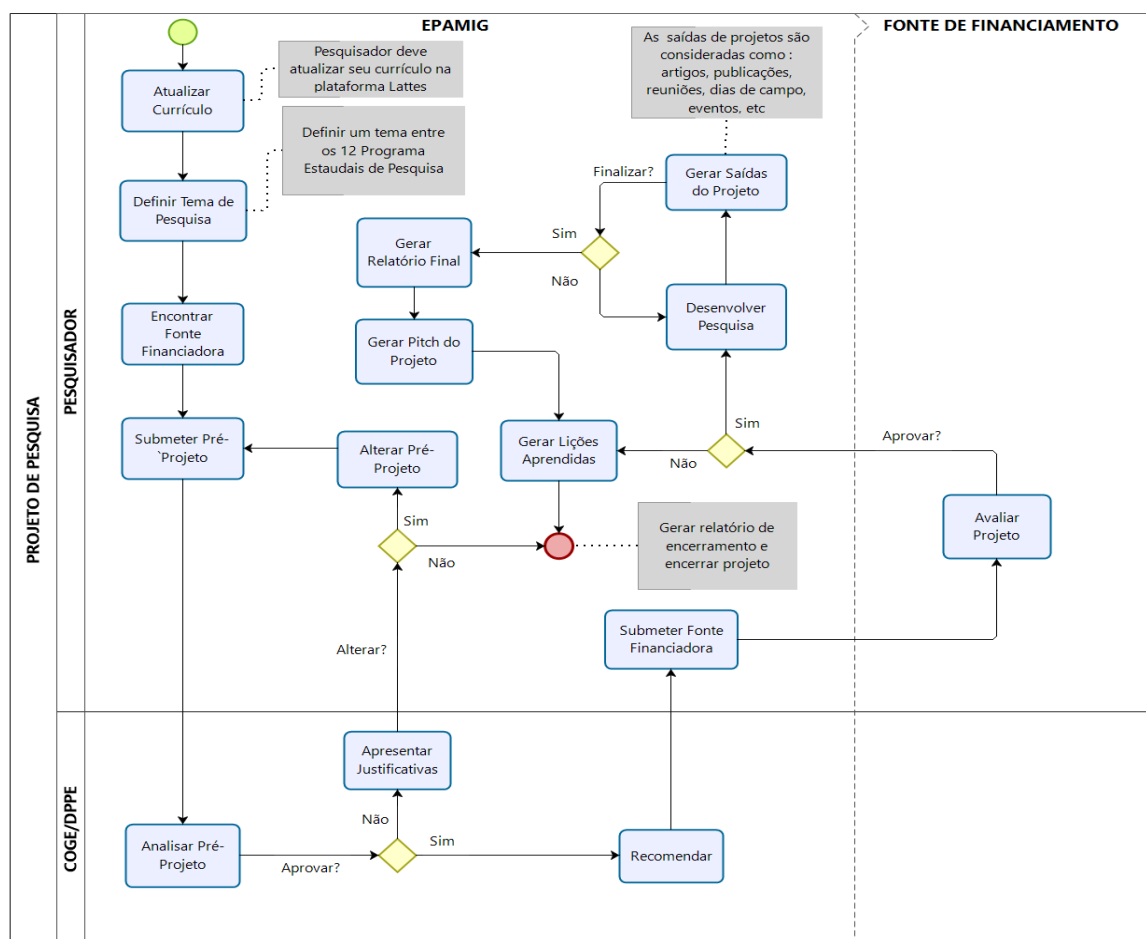 EPAMIG
FONTE DE FINANCIAMENTO
PROJETO DE PESQUISA
PESQUISADOR
COGE/DPPE
Atualizar
Currículo
Pesquisador deve
atualizar seu currículo na
plataforma Lattes
Definir Tema de
Pesquisa
Definir um tema entre
os 12 Programa
Estaudais de Pesquisa
Encontrar
Fonte
Financiadora
Submeter Pré-
`Projeto
Alterar Pré-
Projeto
Sim
Não
Alterar?
Gerar
Relatório Final
Gerar Pitch do
Projeto
Gerar Lições
Aprendidas
As  saídas de projetos são
consideradas como :
artigos, publicações,
reuniões, dias de campo,
eventos, etc
Finalizar?
Gerar Saídas
do Projeto
Sim
Não
Desenvolver
Pesquisa
Sim
Não
Aprovar?
Avaliar
Projeto
Gerar relatório de
encerramento e
encerrar projeto
Submeter Fonte
Financiadora
Apresentar
Justificativas
Não
Analisar Pré-
Projeto
Aprovar?
Sim
Recomendar